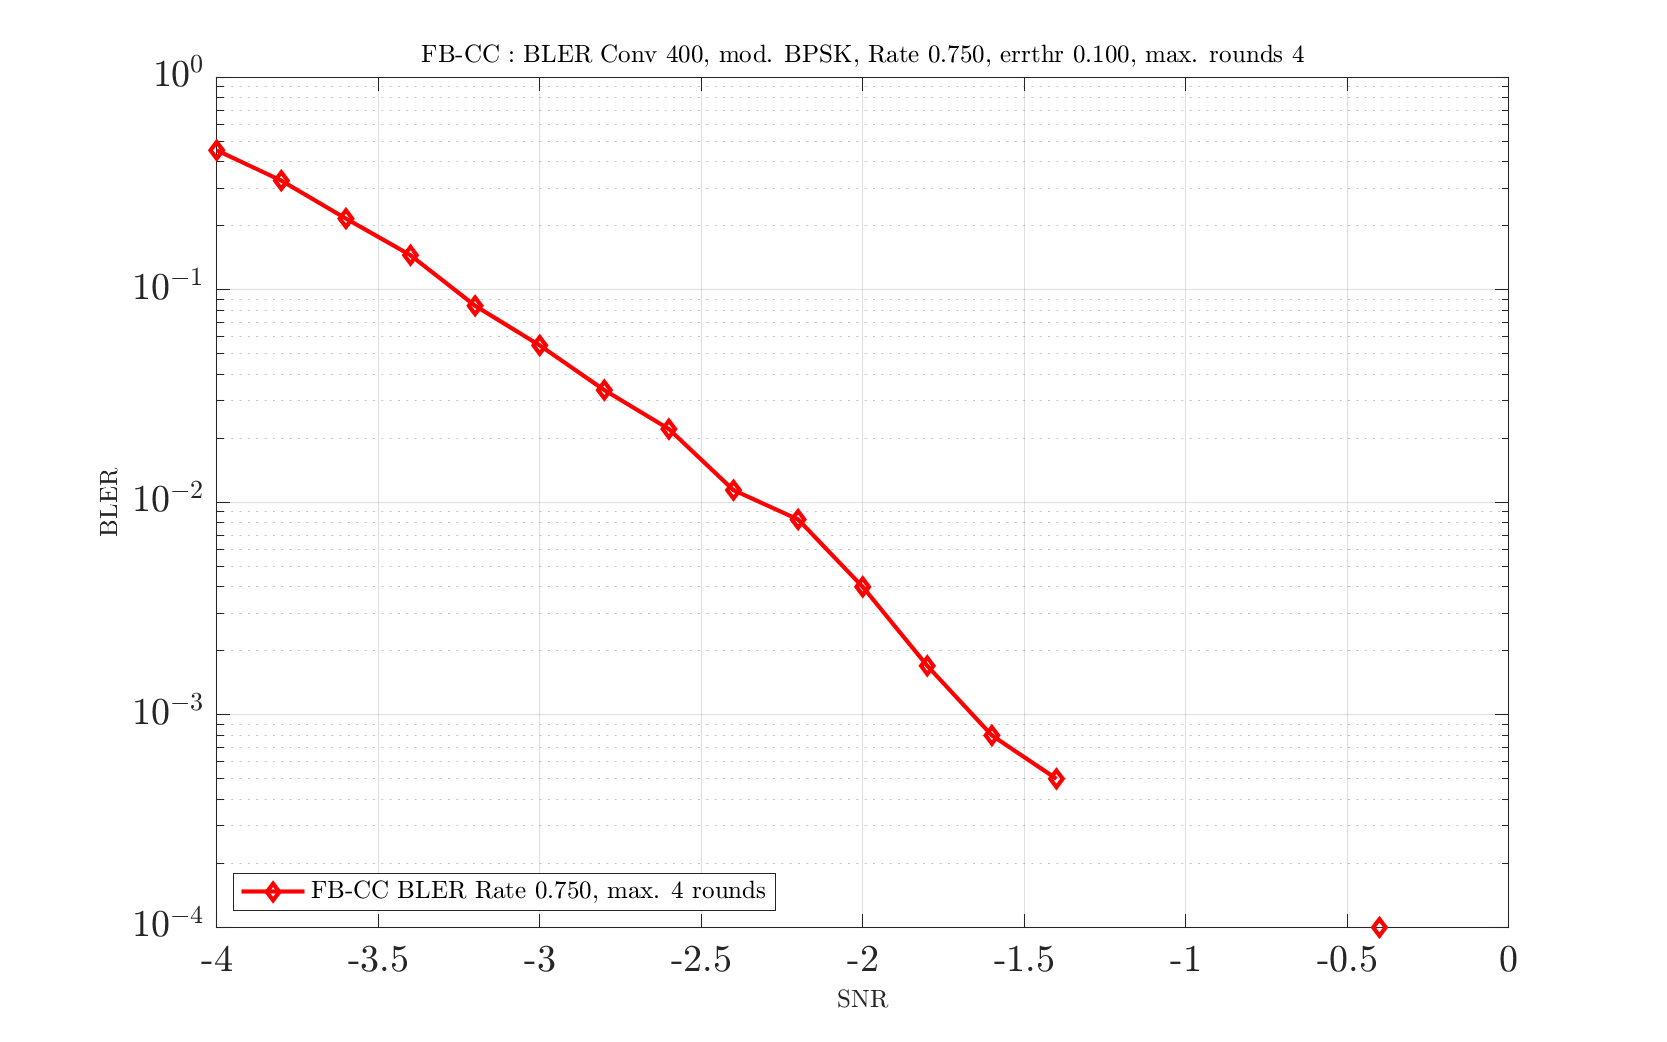 FB-CC : BLER Conv 400, mod. BPSK, Rate 0.750, errthr 0.100, max. rounds 4
10^0
10^-1
10^-2
10^-3
10^-4
BLER
FB-CC BLER Rate 0.750, max. 4 rounds
-4 -3.5 -3 -2.5 -2 -1.5 -1 -0.5 0
SNR